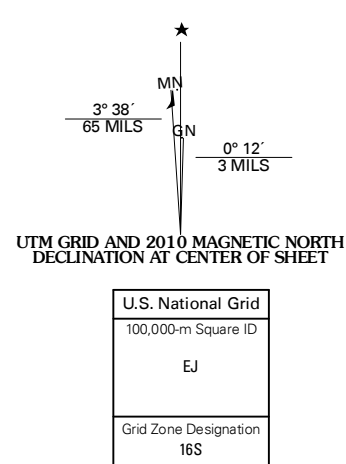 MN
3° 38´
65 MILS
GN
0° 12´
3 MILS
UTM GRID AND 2010 MAGNETIC NORTH
DECLINATION AT CENTER OF SHEET
U.S. National Grid
100,000-m Square ID
EJ
Grid Zone Designation
16S